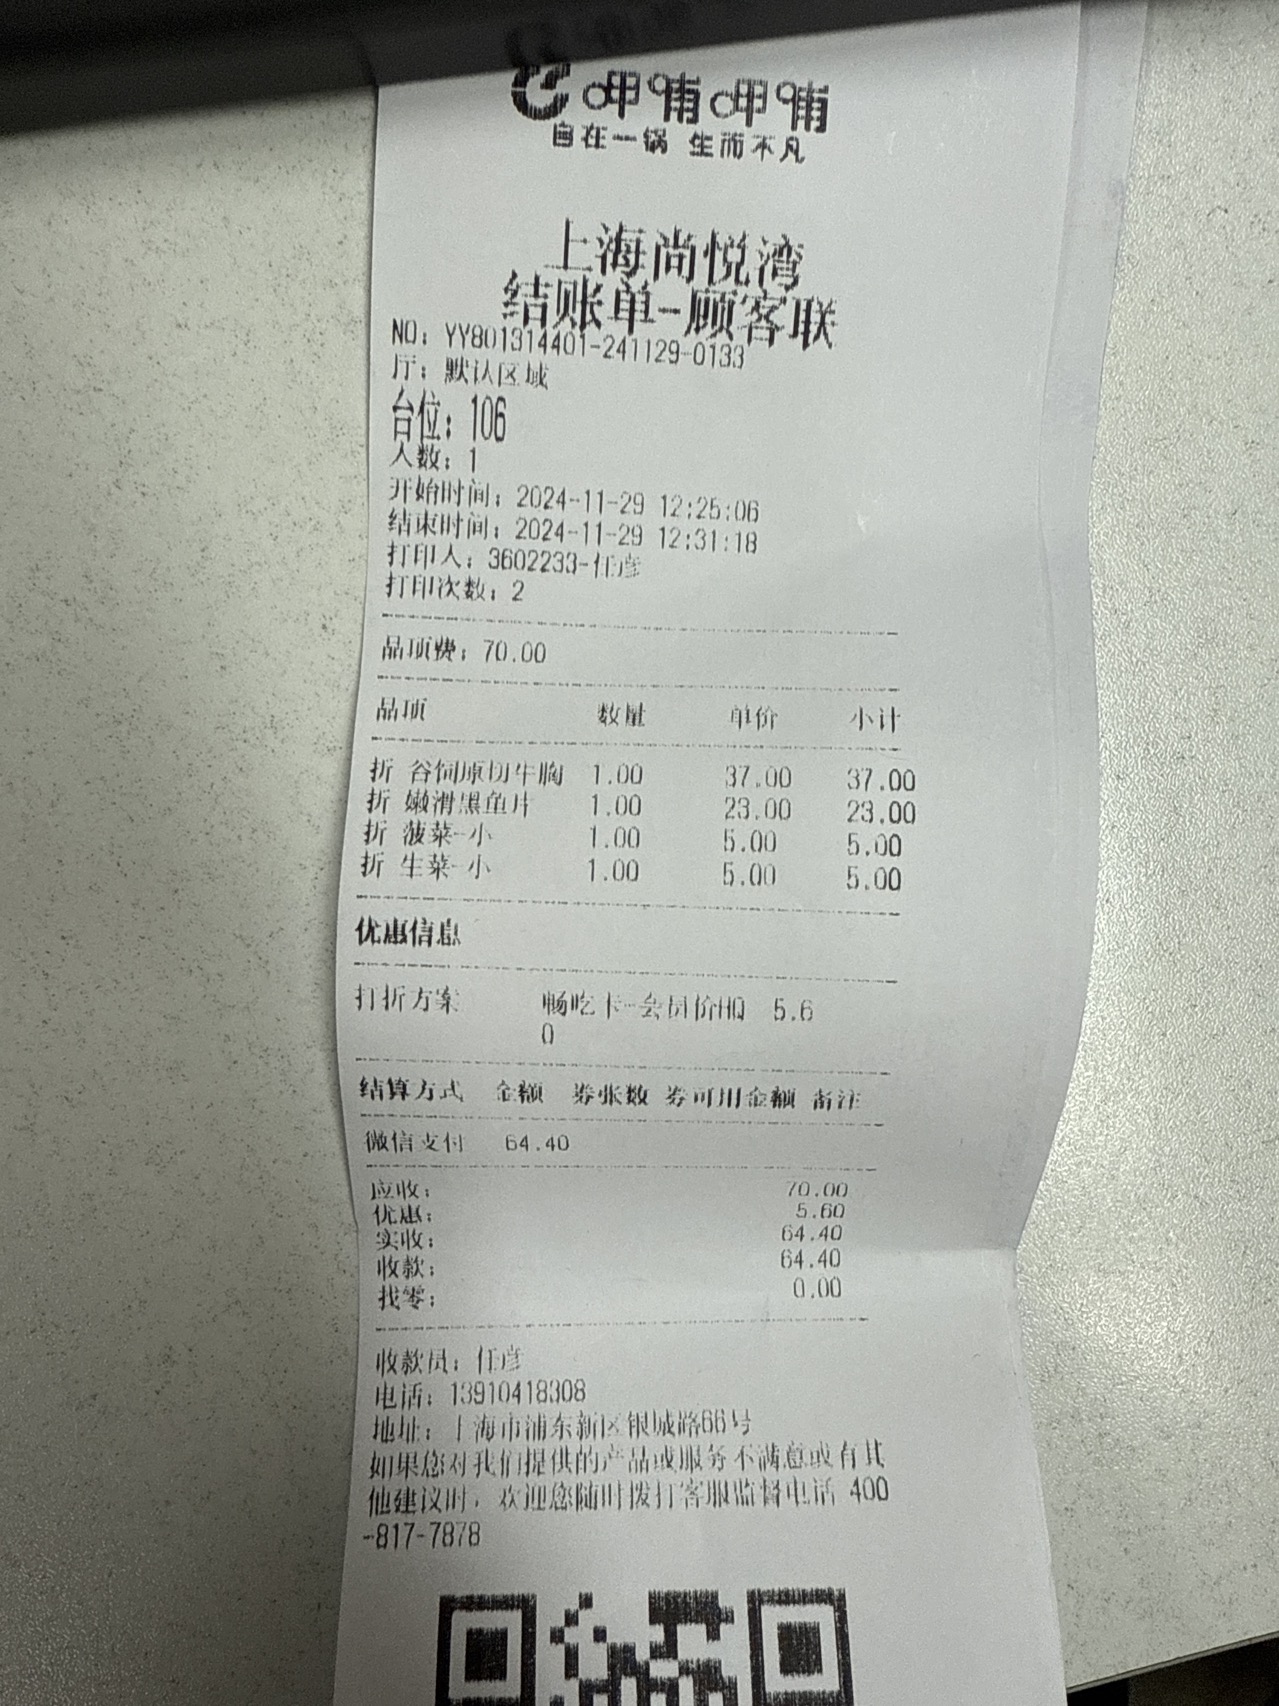 呷哺呷哺
自在一锅 生而不凡
上海尚悦湾
结账单-顾客联
NO: YY801314401-241129-0133
厅: 默认区域
台位: 106
人数: 1
开始时间: 2024-11-29 12:25:06
结束时间: 2024-11-29 12:31:18
打印人: 3602233-任彦
打印次数: 2
品项费: 70.00
品项 数量 单价 小计
折 谷饲原切牛胸 1.00 37.00 37.00
折 嫩滑黑鱼片 1.00 23.00 23.00
折 菠菜-小 1.00 5.00 5.00
折 生菜-小 1.00 5.00 5.00
优惠信息
打折方案 畅吃卡-会员价HQ 5.6
0
结算方式 金额 券张数 券可用金额 备注
微信支付 64.40
应收: 70.00
优惠: 5.60
实收: 64.40
收款: 64.40
找零: 0.00
收款员: 任彦
电话: 13910418308
地址: 上海市浦东新区银城路66号
如果您对我们提供的产品或服务不满意或有其
他建议时, 欢迎您随时拨打客服监督电话 400
-817-7878